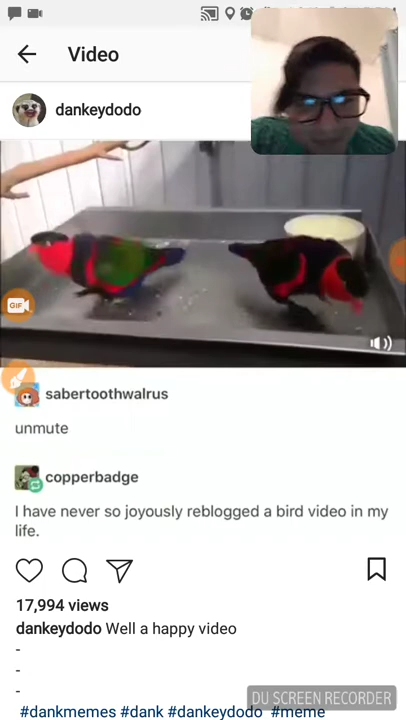 Video
dankeydodo
GIF
sabertoothwalrus
unmute
copperbadge
I have never so joyously reblogged a bird video in my
life.
17,994 views
dankeydodo Well a happy video
-
-
-
#dankmemes #dank #dankeydodo #meme
DU SCREEN RECORDER